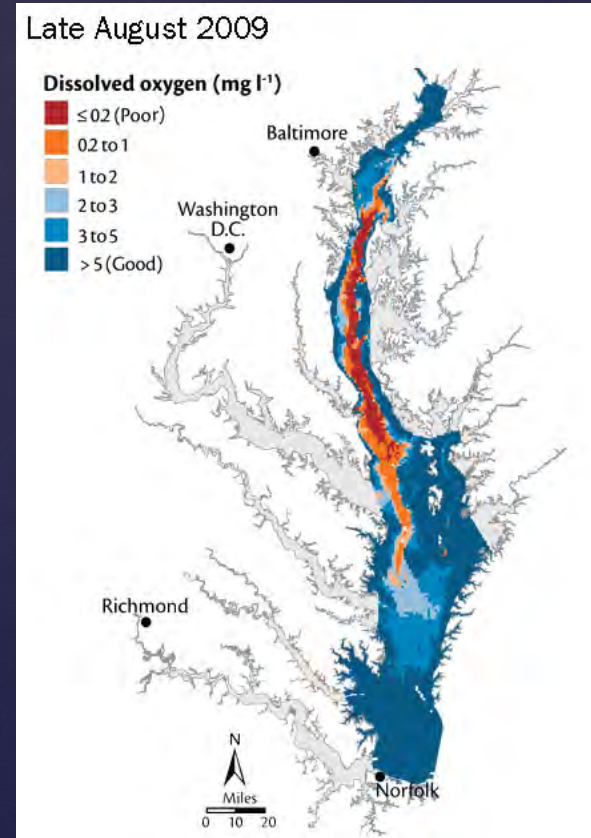 Late August 2009
Dissolved oxygen (mg l⁻¹)
≤ 02 (Poor)
02 to 1
1 to 2
2 to 3
3 to 5
> 5 (Good)
Baltimore
Washington
D.C.
Richmond
Norfolk
N
Miles
0 10 20